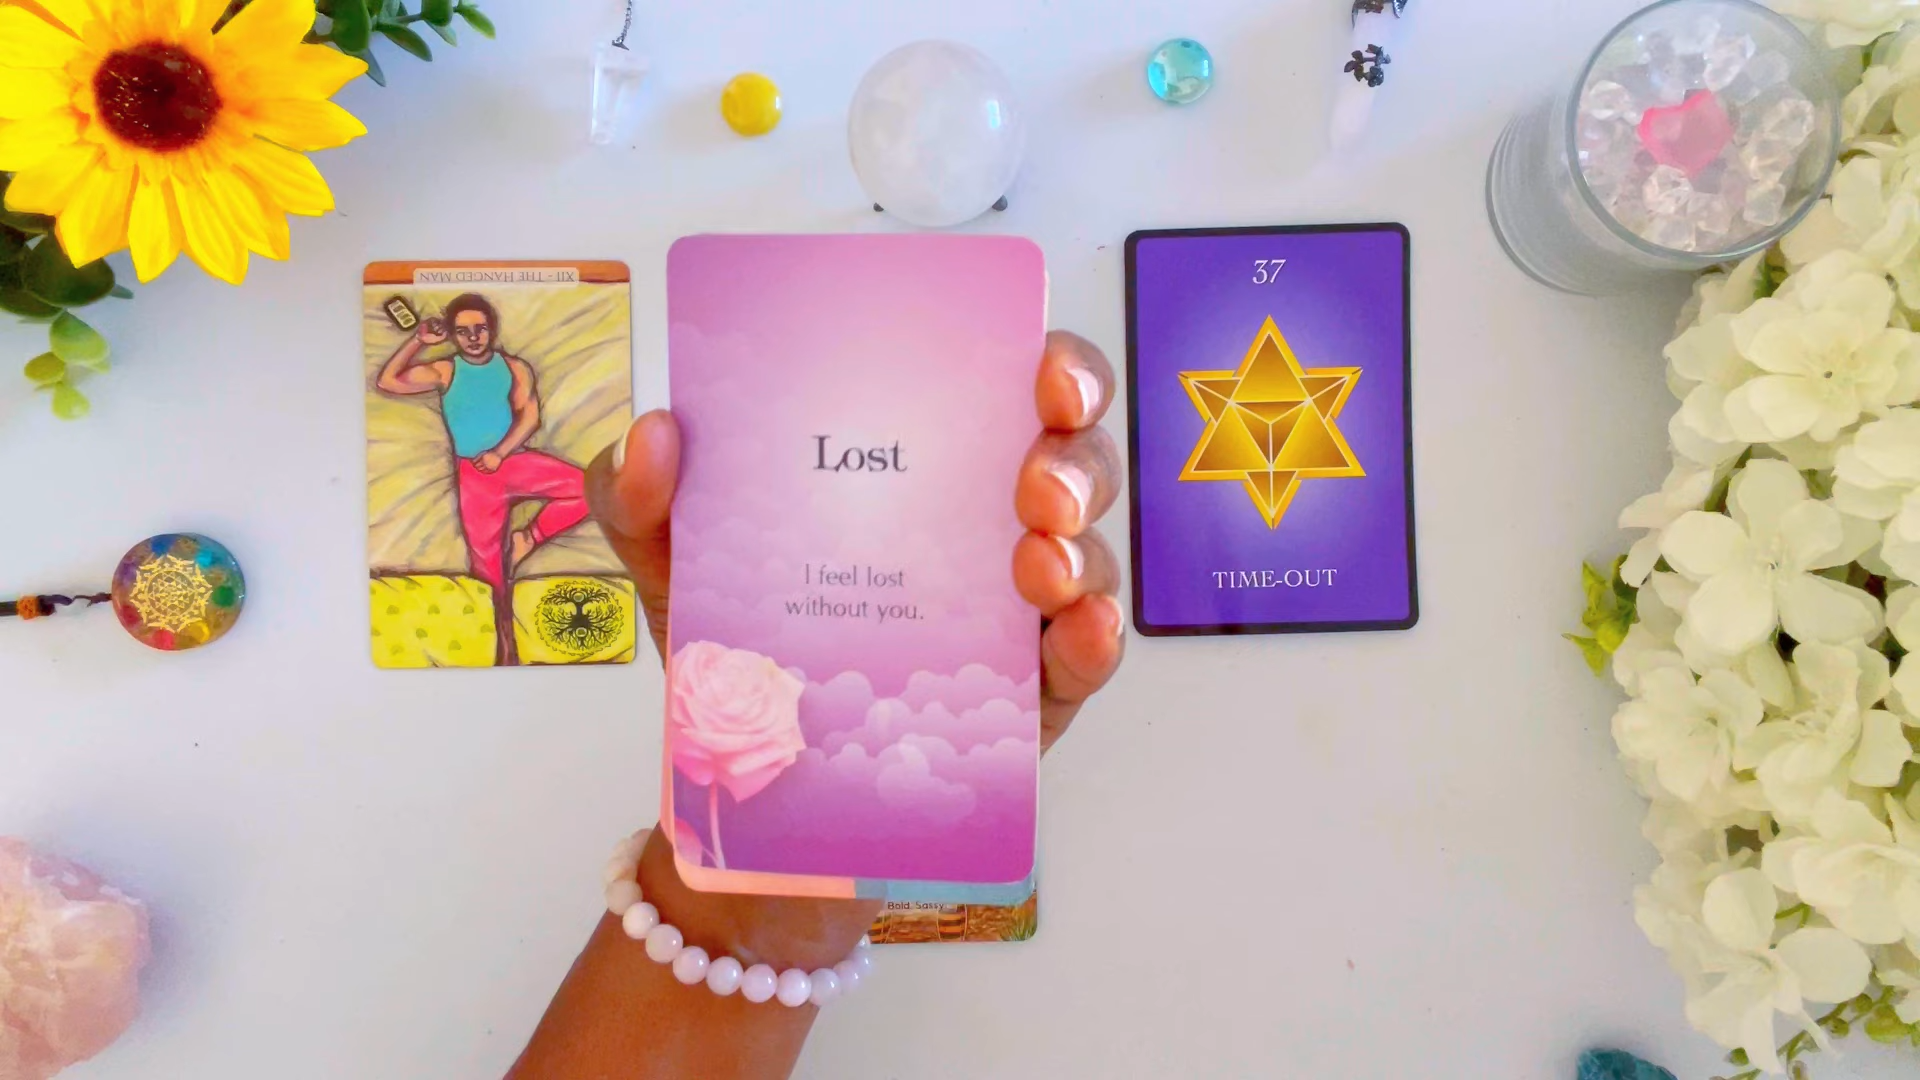 XII - THE HANGED MAN
Lost
I feel lost
without you.
37
TIME-OUT
Bold. Sassy.